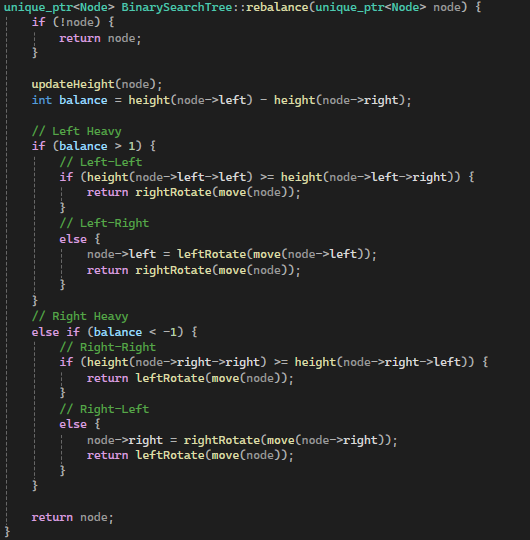 unique_ptr<Node> BinarySearchTree::rebalance(unique_ptr<Node> node) {
    if (!node) {
        return node;
    }

    updateHeight(node);
    int balance = height(node->left) - height(node->right);

    // Left Heavy
    if (balance > 1) {
        // Left-Left
        if (height(node->left->left) >= height(node->left->right)) {
            return rightRotate(move(node));
        }
        // Left-Right
        else {
            node->left = leftRotate(move(node->left));
            return rightRotate(move(node));
        }
    }
    // Right Heavy
    else if (balance < -1) {
        // Right-Right
        if (height(node->right->right) >= height(node->right->left)) {
            return leftRotate(move(node));
        }
        // Right-Left
        else {
            node->right = rightRotate(move(node->right));
            return leftRotate(move(node));
        }
    }

    return node;
}